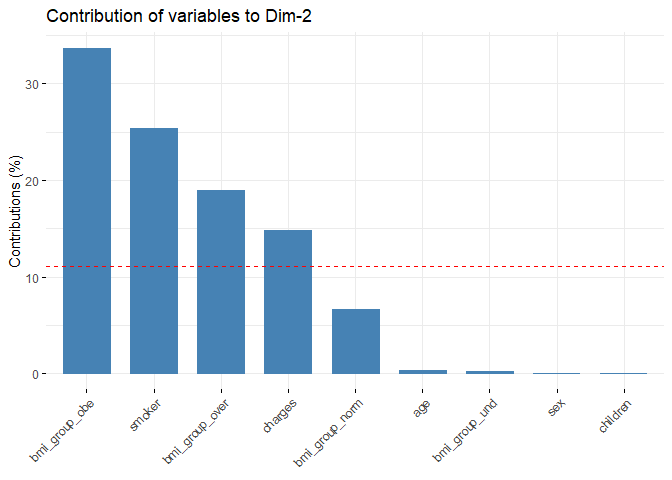 Contribution of variables to Dim-2
Contributions (%)
30
20
10
0
bmi_group_obe
smoker
bmi_group_over
charges
bmi_group_norm
age
bmi_group_und
sex
children